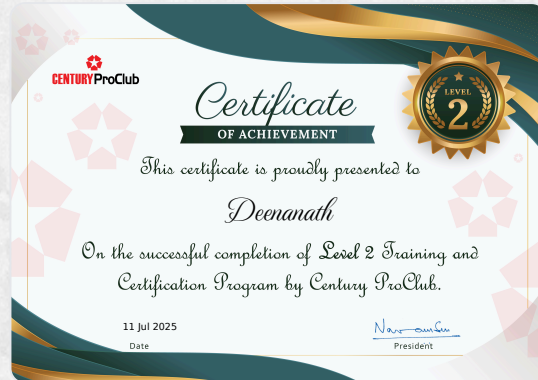 CENTURY ProClub
Certificate
OF ACHIEVEMENT
LEVEL
2
This certificate is proudly presented to
Deenanath
On the successful completion of Level 2 Training and
Certification Program by Century ProClub.
11 Jul 2025
Date
President